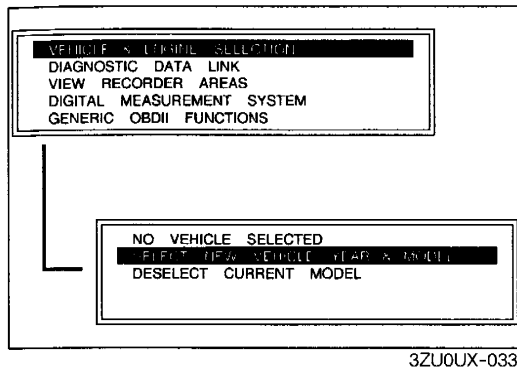 VEHICLE & ENGINE SELECTION
DIAGNOSTIC DATA LINK
VIEW RECORDER AREAS
DIGITAL MEASUREMENT SYSTEM
GENERIC OBDII FUNCTIONS
NO VEHICLE SELECTED
SELECT NEW VEHICLE YEAR & MODEL
DESELECT CURRENT MODEL
3ZU0UX-033